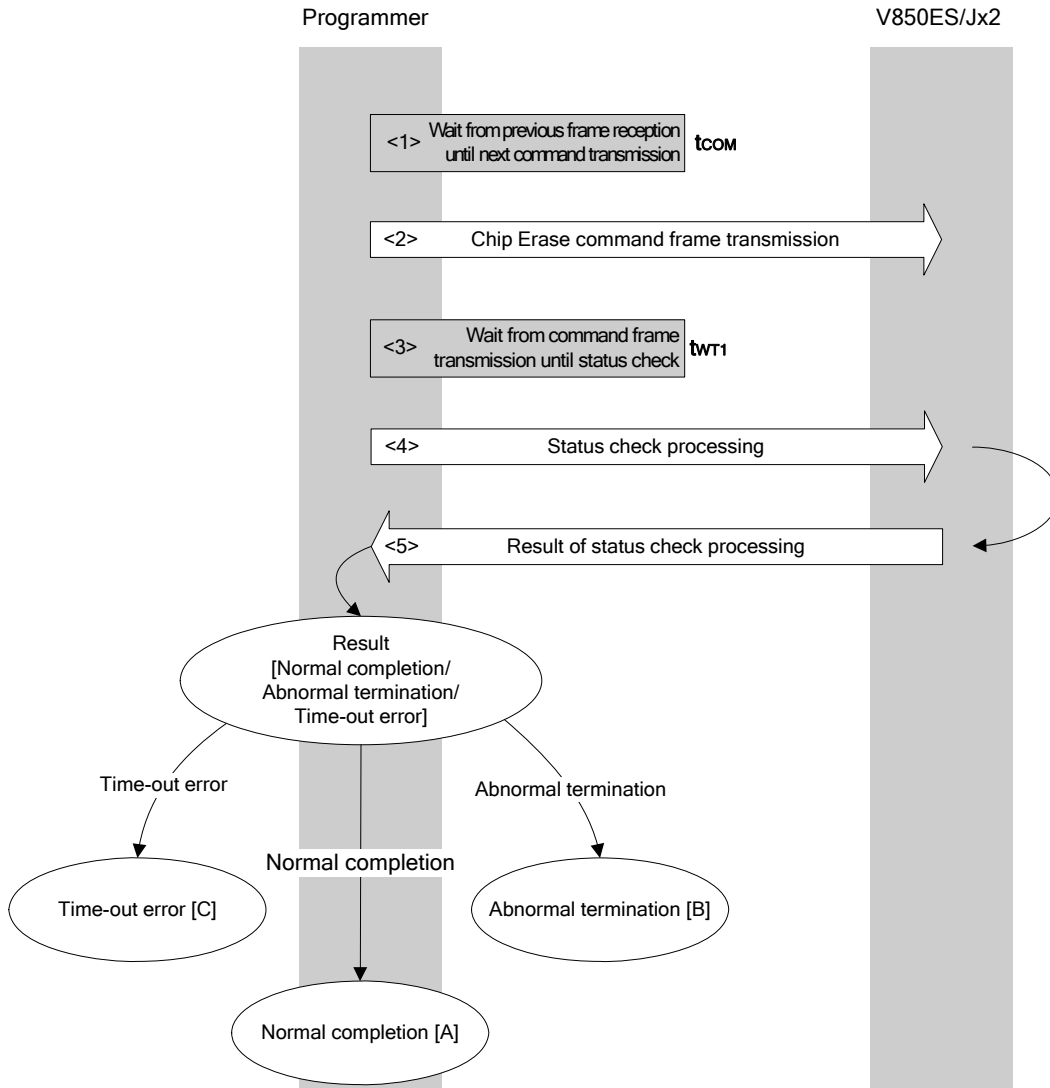 Programmer
V850ES/Jx2
<1> Wait from previous frame reception
until next command transmission
tCOM
<2> Chip Erase command frame transmission
<3> Wait from command frame
transmission until status check
tWT1
<4> Status check processing
<5> Result of status check processing
Result
[Normal completion/
Abnormal termination/
Time-out error]
Time-out error
Abnormal termination
Normal completion
Time-out error [C]
Abnormal termination [B]
Normal completion [A]